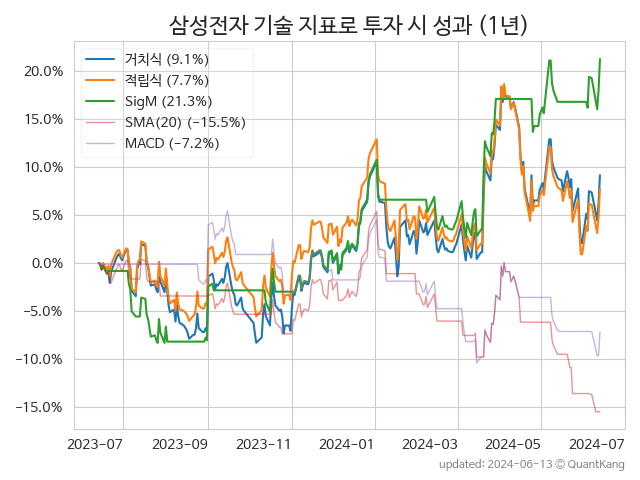 삼성전자 기술 지표로 투자 시 성과 (1년)
거치식 (9.1%)
적립식 (7.7%)
SigM (21.3%)
SMA(20) (−15.5%)
MACD (−7.2%)
20.0%
15.0%
10.0%
5.0%
0.0%
−5.0%
−10.0%
−15.0%
2023-07 2023-09 2023-11 2024-01 2024-03 2024-05 2024-07
updated: 2024-06-13 ⓒ QuantKang